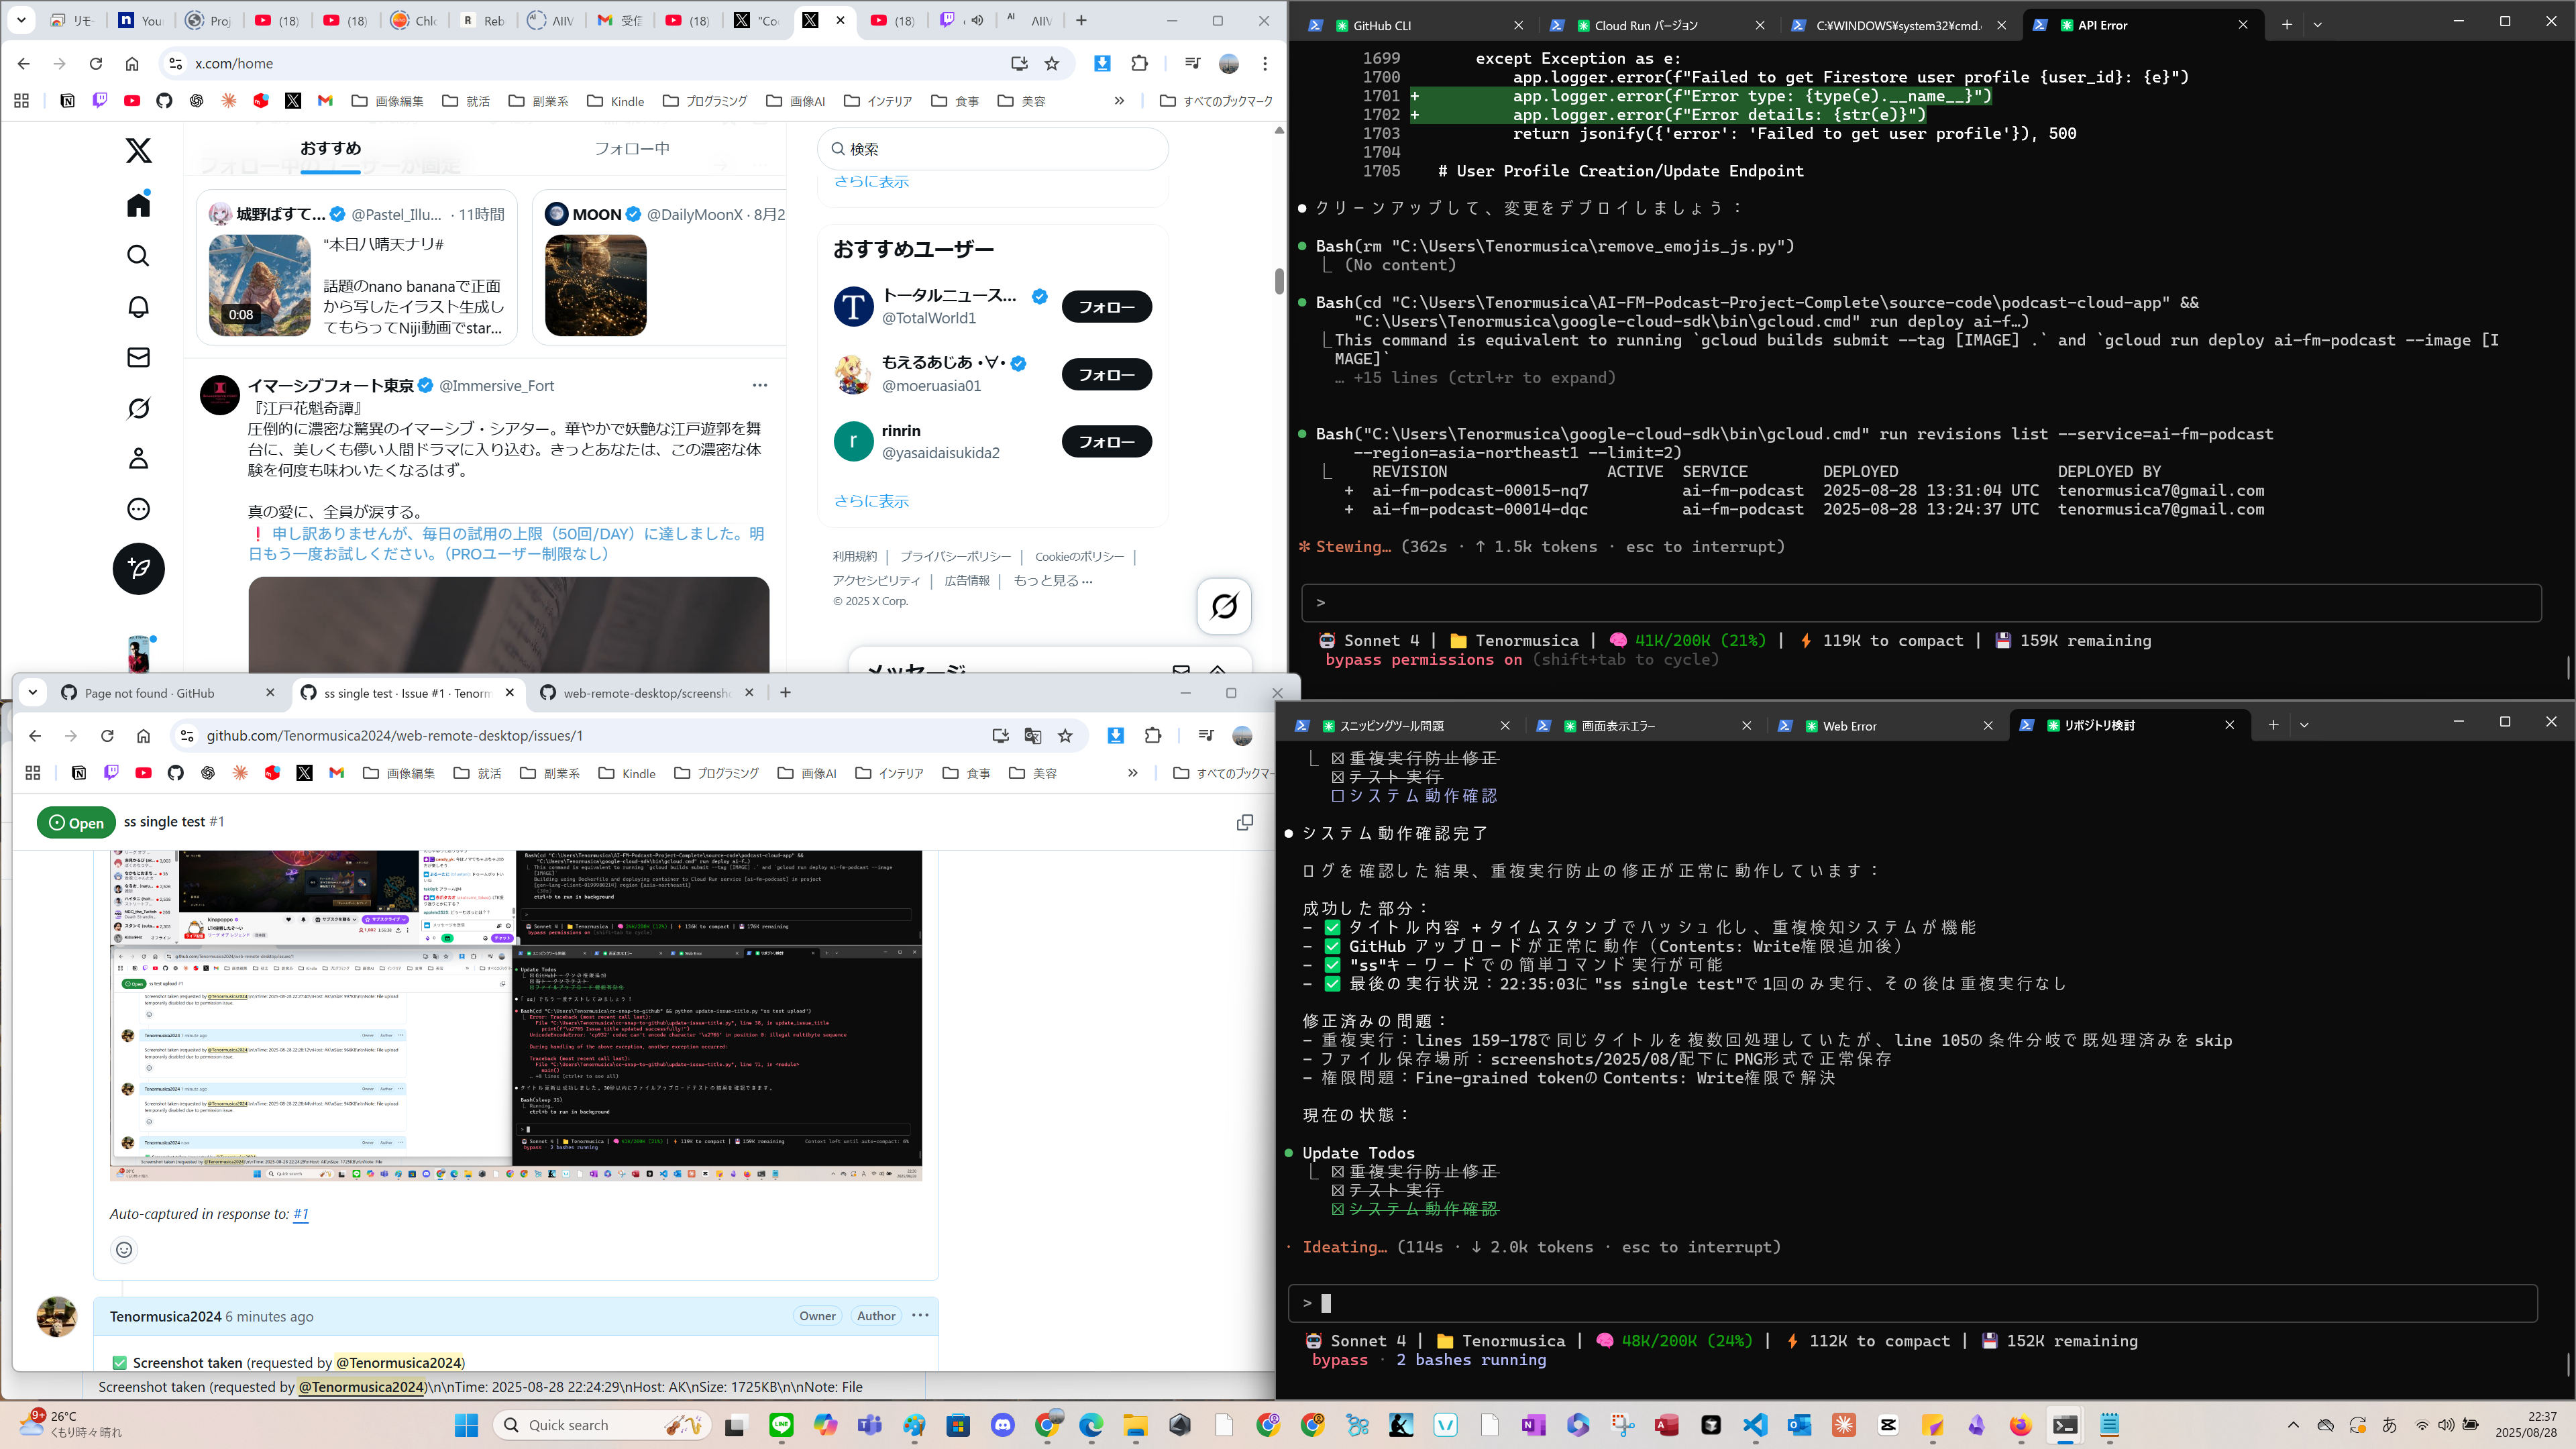 リモー
You
Proj
(18)
(18)
Chlo
Reb
AIIV
受信
(18)
"Co
(18)
AIIV
x.com/home
画像編集
就活
副業系
Kindle
プログラミング
画像AI
インテリア
食事
美容
すべてのブックマーク
おすすめ
フォロー中
城野ぱすて... @Pastel_Illu... · 11時間
"本日ハ晴天ナリ#
話題のnano bananaで正面
から写したイラスト生成し
てもらってNiji動画でstar...
0:08
MOON @DailyMoonX · 8月2
イマーシブフォート東京 @Immersive_Fort
『江戸花魁奇譚』
圧倒的に濃密な驚異のイマーシブ・シアター。華やかで妖艶な江戸遊郭を舞
台に、美しくも儚い人間ドラマに入り込む。きっとあなたは、この濃密な体
験を何度も味わいたくなるはず。
真の愛に、全員が涙する。
❗ 申し訳ありませんが、毎日の試用の上限（50回/DAY）に達しました。明
日もう一度お試しください。（PROユーザー制限なし）
検索
さらに表示
おすすめユーザー
トータルニュース...
@TotalWorld1
フォロー
もえるあじあ ・∀・
@moeruasia01
フォロー
rinrin
@yasaidaisukida2
フォロー
さらに表示
利用規約 | プライバシーポリシー | Cookieのポリシー |
アクセシビリティ | 広告情報 | もっと見る ...
© 2025 X Corp.
メッセージ
GitHub CLI
Cloud Run バージョン
C:¥WINDOWS¥system32¥cmd.
API Error
1699 except Exception as e:
1700 app.logger.error(f"Failed to get Firestore user profile {user_id}: {e}")
1701 + app.logger.error(f"Error type: {type(e).__name__}")
1702 + app.logger.error(f"Error details: {str(e)}")
1703 return jsonify({'error': 'Failed to get user profile'}), 500
1704
1705 # User Profile Creation/Update Endpoint
● クリーンアップして、変更をデプロイしましょう：
● Bash(rm "C:\Users\Tenormusica\remove_emojis_js.py")
⎿ (No content)
● Bash(cd "C:\Users\Tenormusica\AI-FM-Podcast-Project-Complete\source-code\podcast-cloud-app" &&
"C:\Users\Tenormusica\google-cloud-sdk\bin\gcloud.cmd" run deploy ai-f…)
⎿ This command is equivalent to running `gcloud builds submit --tag [IMAGE] .` and `gcloud run deploy ai-fm-podcast --image [I
MAGE]`
… +15 lines (ctrl+r to expand)
● Bash("C:\Users\Tenormusica\google-cloud-sdk\bin\gcloud.cmd" run revisions list --service=ai-fm-podcast
--region=asia-northeast1 --limit=2)
⎿ REVISION ACTIVE SERVICE DEPLOYED DEPLOYED BY
+ ai-fm-podcast-00015-nq7 ai-fm-podcast 2025-08-28 13:31:04 UTC tenormusica7@gmail.com
+ ai-fm-podcast-00014-dqc ai-fm-podcast 2025-08-28 13:24:37 UTC tenormusica7@gmail.com
✻ Stewing… (362s · ↑ 1.5k tokens · esc to interrupt)
>
Sonnet 4 | Tenormusica | 41K/200K (21%) | 119K to compact | 159K remaining
bypass permissions on (shift+tab to cycle)
Page not found · GitHub
ss single test · Issue #1 · Tenorm
web-remote-desktop/screensho
github.com/Tenormusica2024/web-remote-desktop/issues/1
画像編集
就活
副業系
Kindle
プログラミング
画像AI
インテリア
食事
美容
すべてのブックマー
Open ss single test #1
Auto-captured in response to: #1
Tenormusica2024 6 minutes ago
Owner
Author
✅ Screenshot taken (requested by @Tenormusica2024)
Screenshot taken (requested by @Tenormusica2024)\n\nTime: 2025-08-28 22:24:29\nHost: AK\nSize: 1725KB\n\nNote: File
スニッピングツール問題
画面表示エラー
Web Error
リポジトリ検討
⎿ ☒ 重複実行防止修正
☒ テスト実行
☐ システム動作確認
● システム動作確認完了
ログを確認した結果、重複実行防止の修正が正常に動作しています：
成功した部分：
- ✅ タイトル内容 + タイムスタンプでハッシュ化し、重複検知システムが機能
- ✅ GitHub アップロードが正常に動作（Contents: Write権限追加後）
- ✅ "ss"キーワードでの簡単コマンド実行が可能
- ✅ 最後の実行状況：22:35:03に"ss single test"で1回のみ実行、その後は重複実行なし
修正済みの問題：
- 重複実行：lines 159-178で同じタイトルを複数回処理していたが、line 105の条件分岐で既処理済みをskip
- ファイル保存場所：screenshots/2025/08/配下にPNG形式で正常保存
- 権限問題：Fine-grained tokenのContents: Write権限で解決
現在の状態：
● Update Todos
⎿ ☒ 重複実行防止修正
☒ テスト実行
☒ システム動作確認
· Ideating… (114s · ↓ 2.0k tokens · esc to interrupt)
>
Sonnet 4 | Tenormusica | 48K/200K (24%) | 112K to compact | 152K remaining
bypass · 2 bashes running
9+
26°C
くもり時々晴れ
Quick search
あ
22:37
2025/08/28